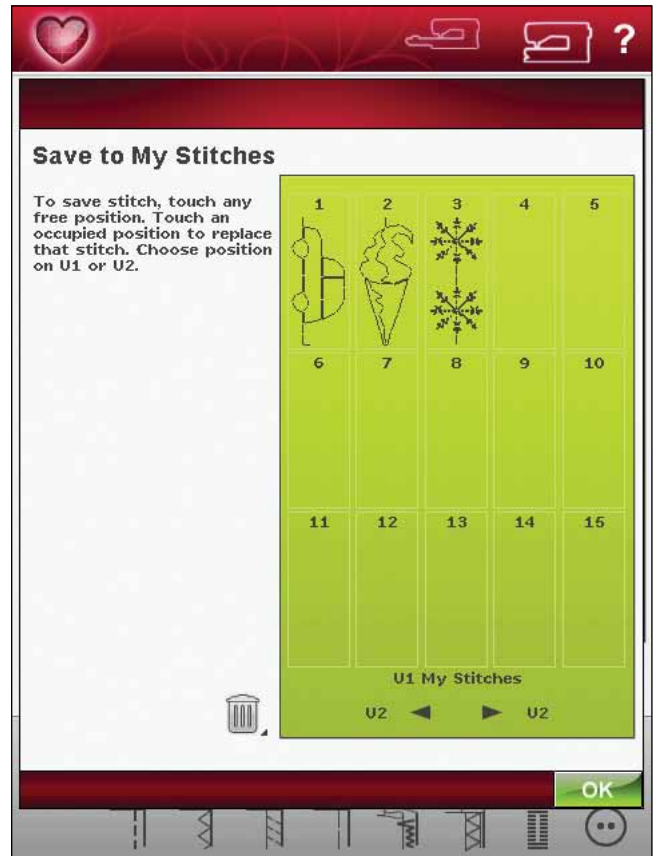 ?
Save to My Stitches
To save stitch, touch any
free position. Touch an
occupied position to replace
that stitch. Choose position
on U1 or U2.
1 2 3 4 5
6 7 8 9 10
11 12 13 14 15
U1 My Stitches
U2 U2
OK